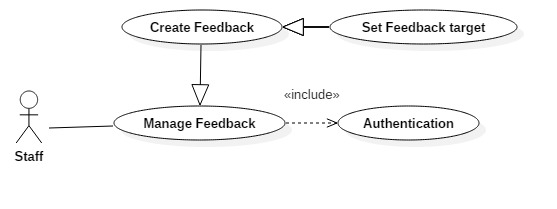 Create Feedback
Set Feedback target
«include»
Manage Feedback
Authentication
Staff